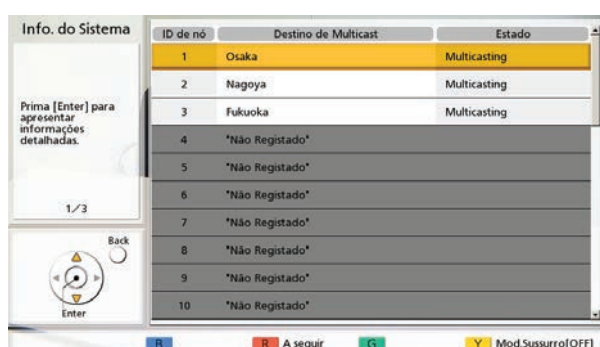 Info. do Sistema
Prima [Enter] para
apresentar
informações
detalhadas.
1/3
Back
Enter
ID de nó Destino de Multicast Estado
1 Osaka Multicasting
2 Nagoya Multicasting
3 Fukuoka Multicasting
4 "Não Registado"
5 "Não Registado"
6 "Não Registado"
7 "Não Registado"
8 "Não Registado"
9 "Não Registado"
10 "Não Registado"
B R A seguir G Y Mod.Sussurro[OFF]